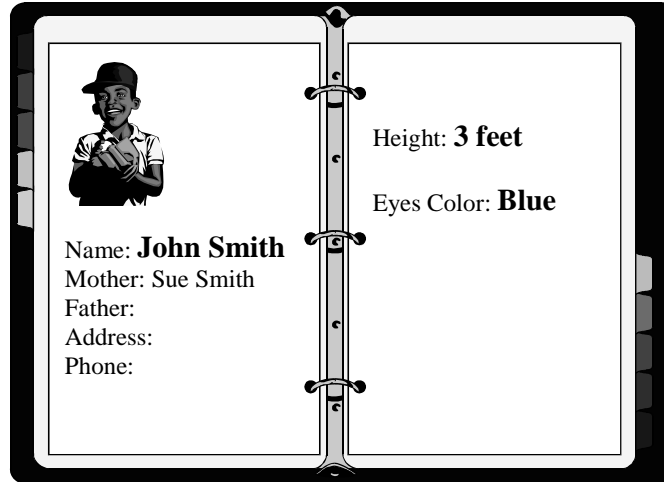 Name: John Smith
Mother: Sue Smith
Father:
Address:
Phone:
Height: 3 feet
Eyes Color: Blue